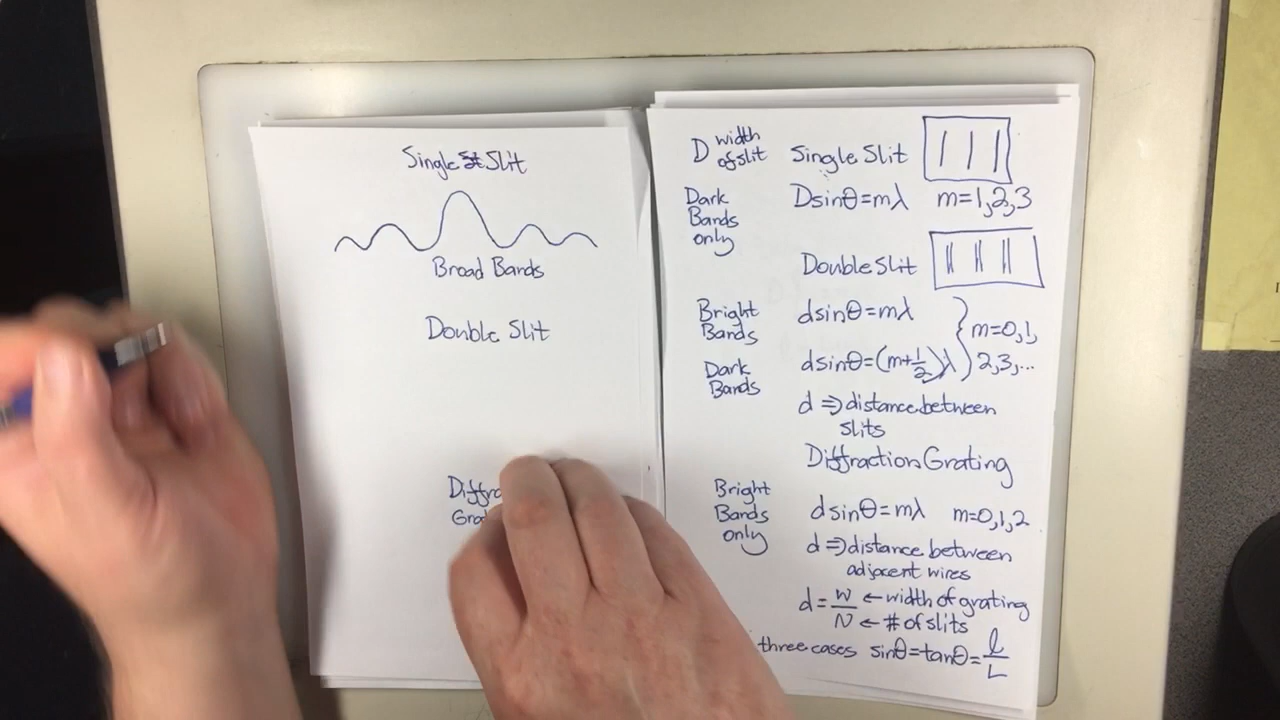 Single Slit
Broad Bands
Double Slit
D width of slit
Single Slit
Dark
Bands
only
Dsinθ=mλ m=1,2,3
Double Slit
Bright
Bands
dsinθ=mλ
Dark
Bands
dsinθ=(m+1/2)λ
m=0,1,
2,3,...
d ⇒ distance between
slits
Diffraction Grating
Bright
Bands
only
dsinθ=mλ m=0,1,2
d ⇒ distance between
adjacent wires
d = W/N ← width of grating
← # of slits
three cases sinθ=tanθ=l/L